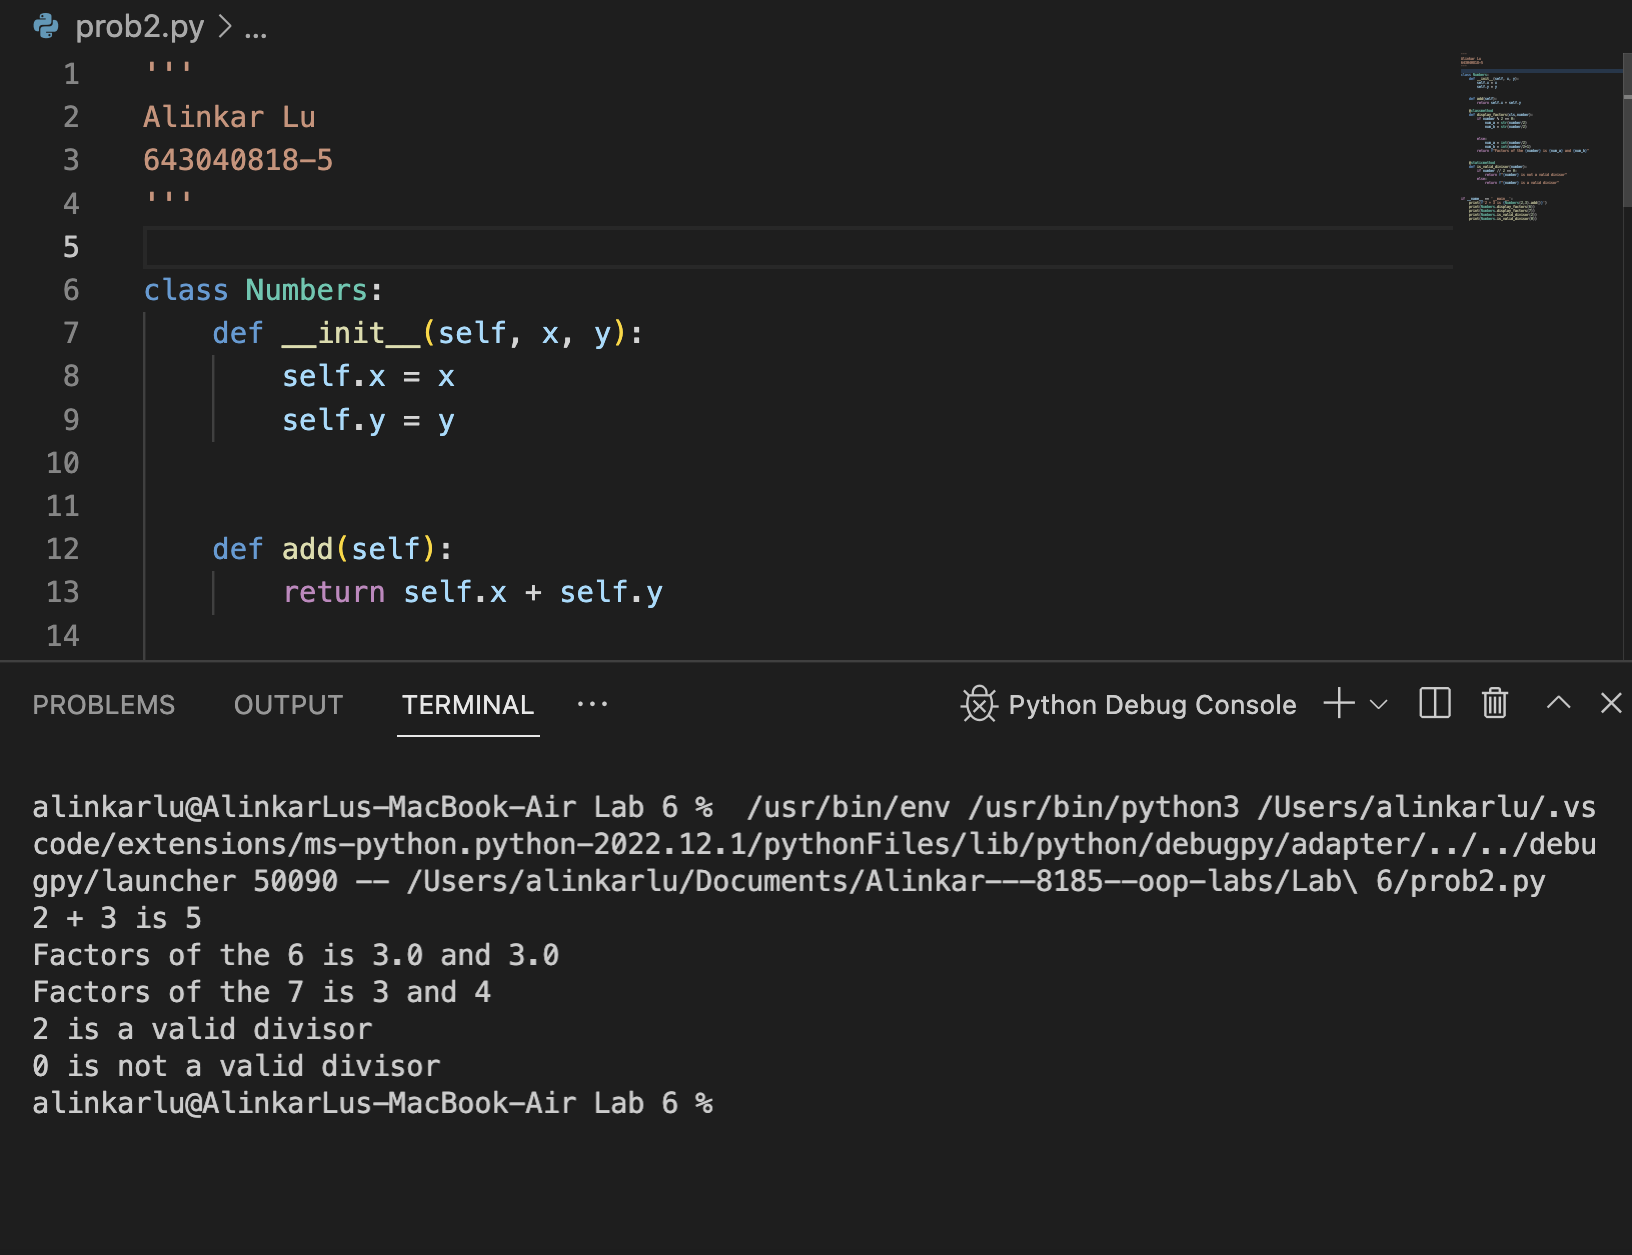 prob2.py > ...
1 '''
2 Alinkar Lu
3 643040818-5
4 '''
5
6 class Numbers:
7 def __init__(self, x, y):
8 self.x = x
9 self.y = y
10
11
12 def add(self):
13 return self.x + self.y
14
PROBLEMS OUTPUT TERMINAL ··· Python Debug Console
alinkarlu@AlinkarLus-MacBook-Air Lab 6 %  /usr/bin/env /usr/bin/python3 /Users/alinkarlu/.vs
code/extensions/ms-python.python-2022.12.1/pythonFiles/lib/python/debugpy/adapter/../../debu
gpy/launcher 50090 -- /Users/alinkarlu/Documents/Alinkar---8185--oop-labs/Lab\ 6/prob2.py
2 + 3 is 5
Factors of the 6 is 3.0 and 3.0
Factors of the 7 is 3 and 4
2 is a valid divisor
0 is not a valid divisor
alinkarlu@AlinkarLus-MacBook-Air Lab 6 %